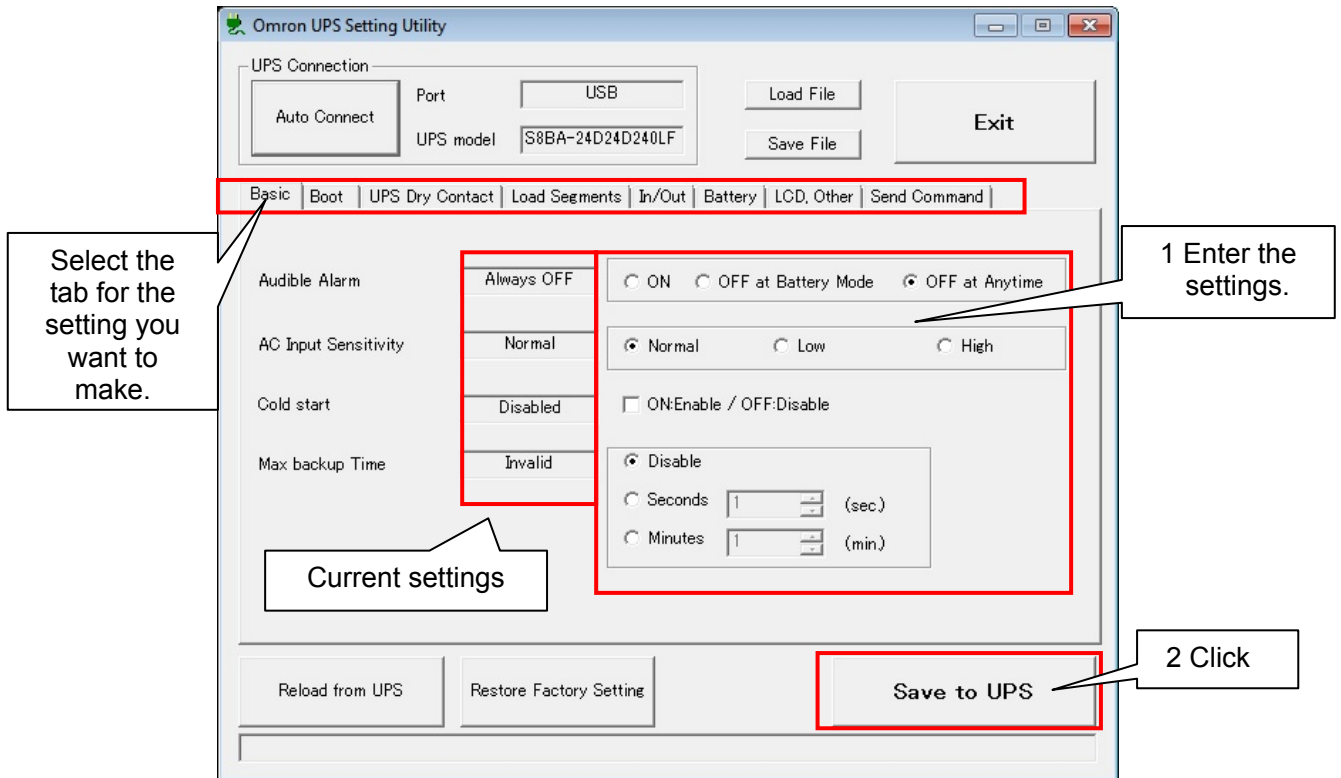 Omron UPS Setting Utility
UPS Connection
Auto Connect
Port
USB
UPS model
S8BA-24D24D240LF
Load File
Save File
Exit
Basic
Boot
UPS Dry Contact
Load Segments
In/Out
Battery
LCD, Other
Send Command
Select the
tab for the
setting you
want to
make.
1 Enter the
settings.
Audible Alarm
Always OFF
ON
OFF at Battery Mode
OFF at Anytime
AC Input Sensitivity
Normal
Normal
Low
High
Cold start
Disabled
ON:Enable / OFF:Disable
Max backup Time
Invalid
Disable
Seconds
1
(sec.)
Minutes
1
(min.)
Current settings
2 Click
Reload from UPS
Restore Factory Setting
Save to UPS